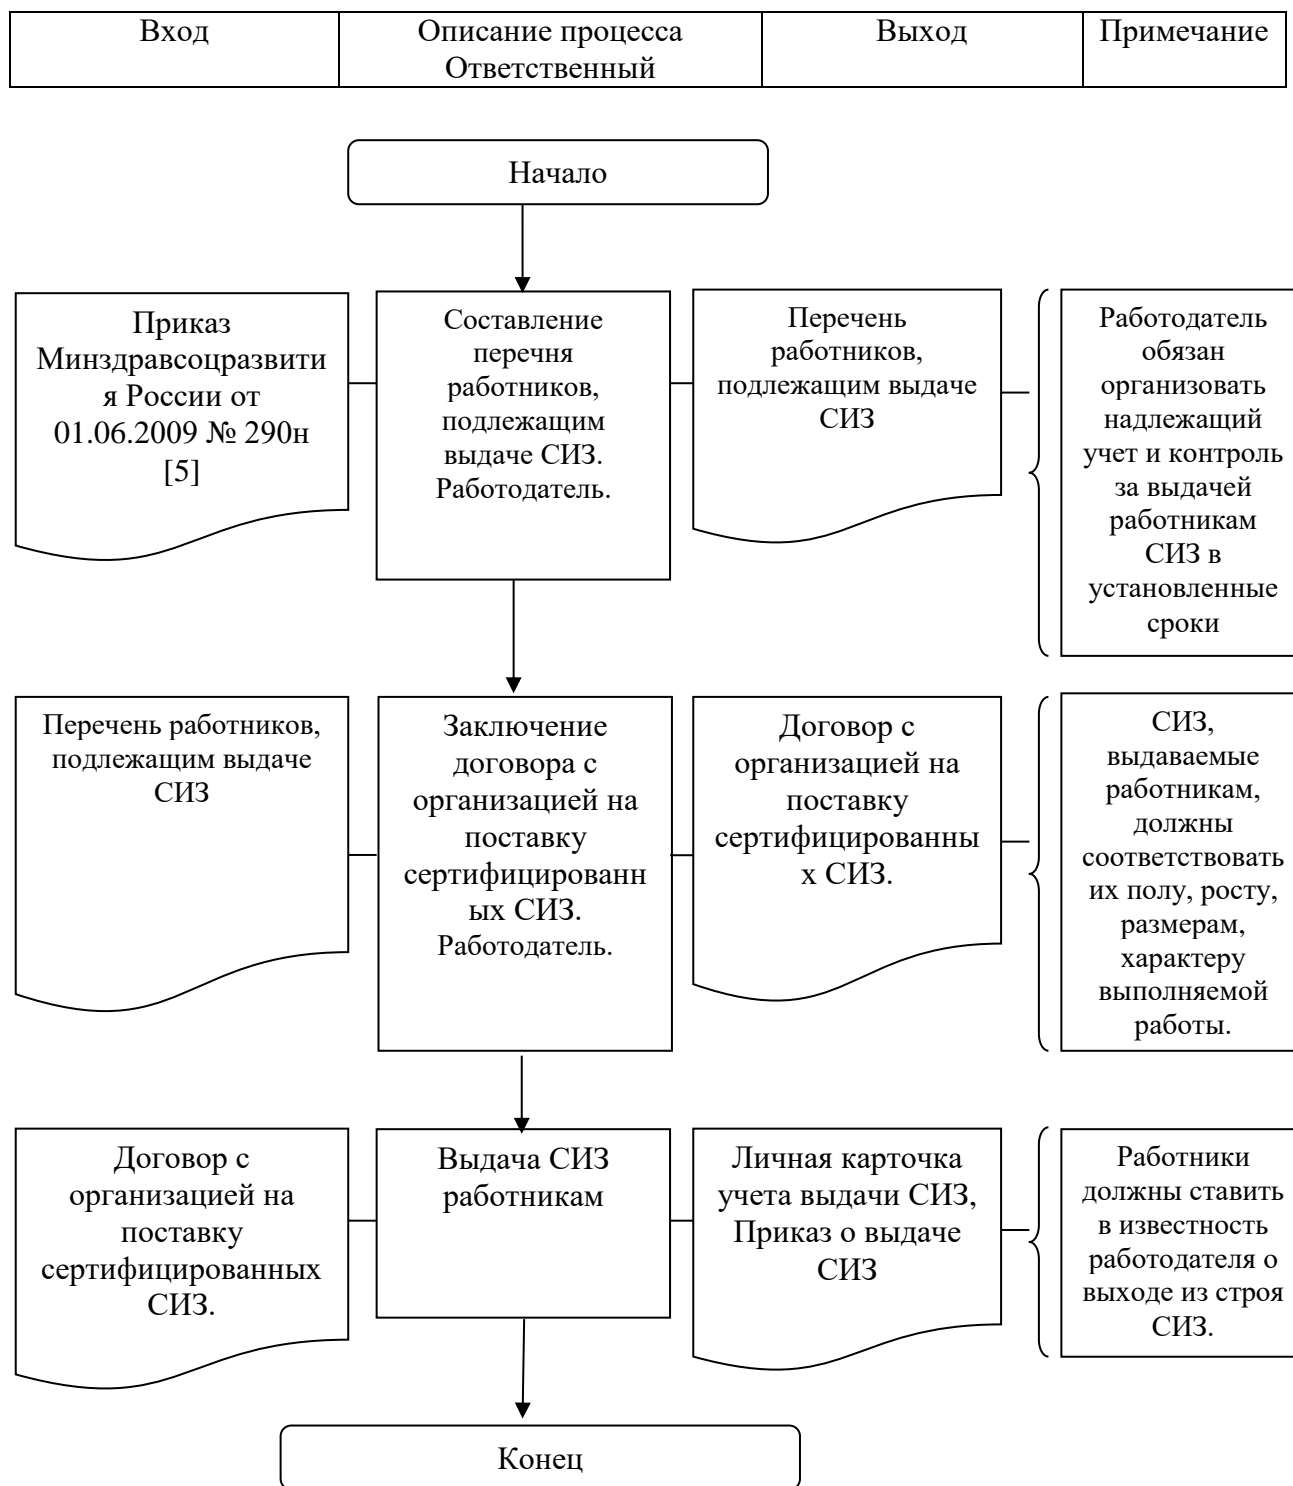 Вход
Описание процесса
Ответственный
Выход
Примечание
Начало
Приказ
Минздравсоцразвити
я России от
01.06.2009 № 290н
[5]
Составление
перечня
работников,
подлежащим
выдаче СИЗ.
Работодатель.
Перечень
работников,
подлежащим выдаче
СИЗ
Работодатель
обязан
организовать
надлежащий
учет и контроль
за выдачей
работникам
СИЗ в
установленные
сроки
Перечень работников,
подлежащим выдаче
СИЗ
Заключение
договора с
организацией на
поставку
сертифицированн
ых СИЗ.
Работодатель.
Договор с
организацией на
поставку
сертифицированны
х СИЗ.
СИЗ,
выдаваемые
работникам,
должны
соответствовать
их полу, росту,
размерам,
характеру
выполняемой
работы.
Договор с
организацией на
поставку
сертифицированных
СИЗ.
Выдача СИЗ
работникам
Личная карточка
учета выдачи СИЗ,
Приказ о выдаче
СИЗ
Работники
должны ставить
в известность
работодателя о
выходе из строя
СИЗ.
Конец